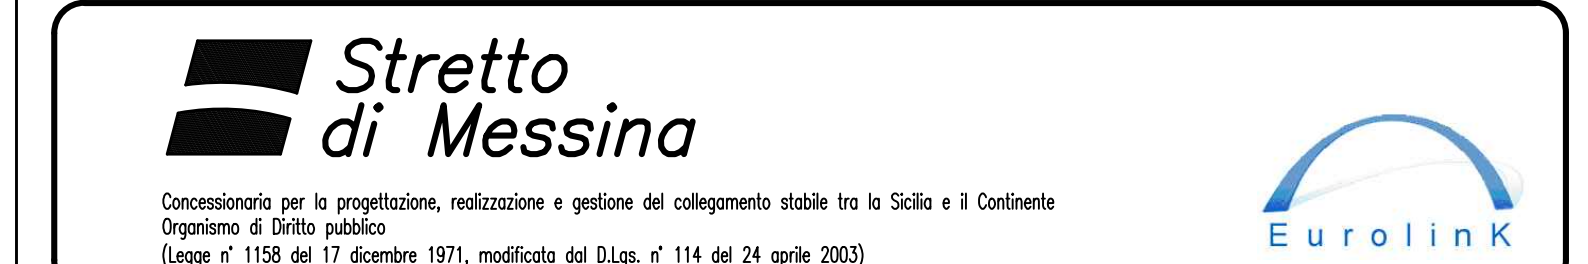 Stretto
di Messina
Concessionaria per la progettazione, realizzazione e gestione del collegamento stabile tra la Sicilia e il Continente
Organismo di Diritto pubblico
(Legge n° 1158 del 17 dicembre 1971, modificata dal D.Lgs. n° 114 del 24 aprile 2003)
EurolinK